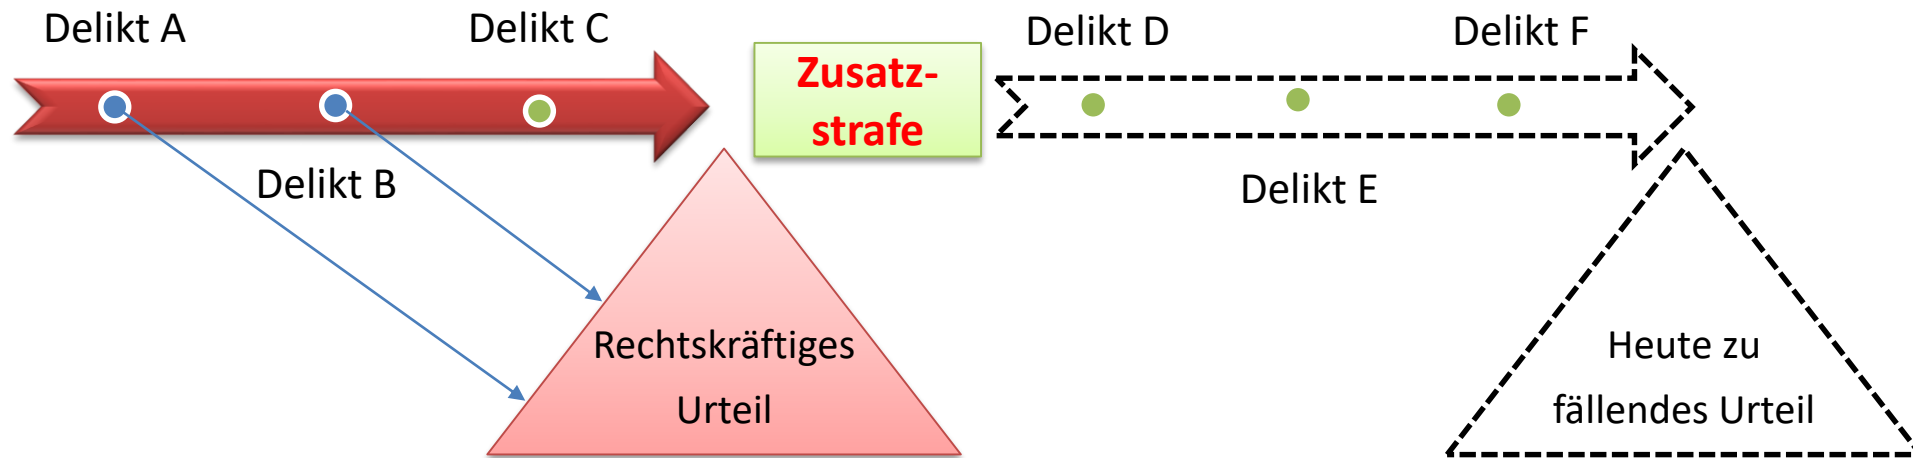 Delikt A
Delikt C
Delikt B
Zusatz-
strafe
Delikt D
Delikt F
Delikt E
Rechtskräftiges
Urteil
Heute zu
fällendes Urteil